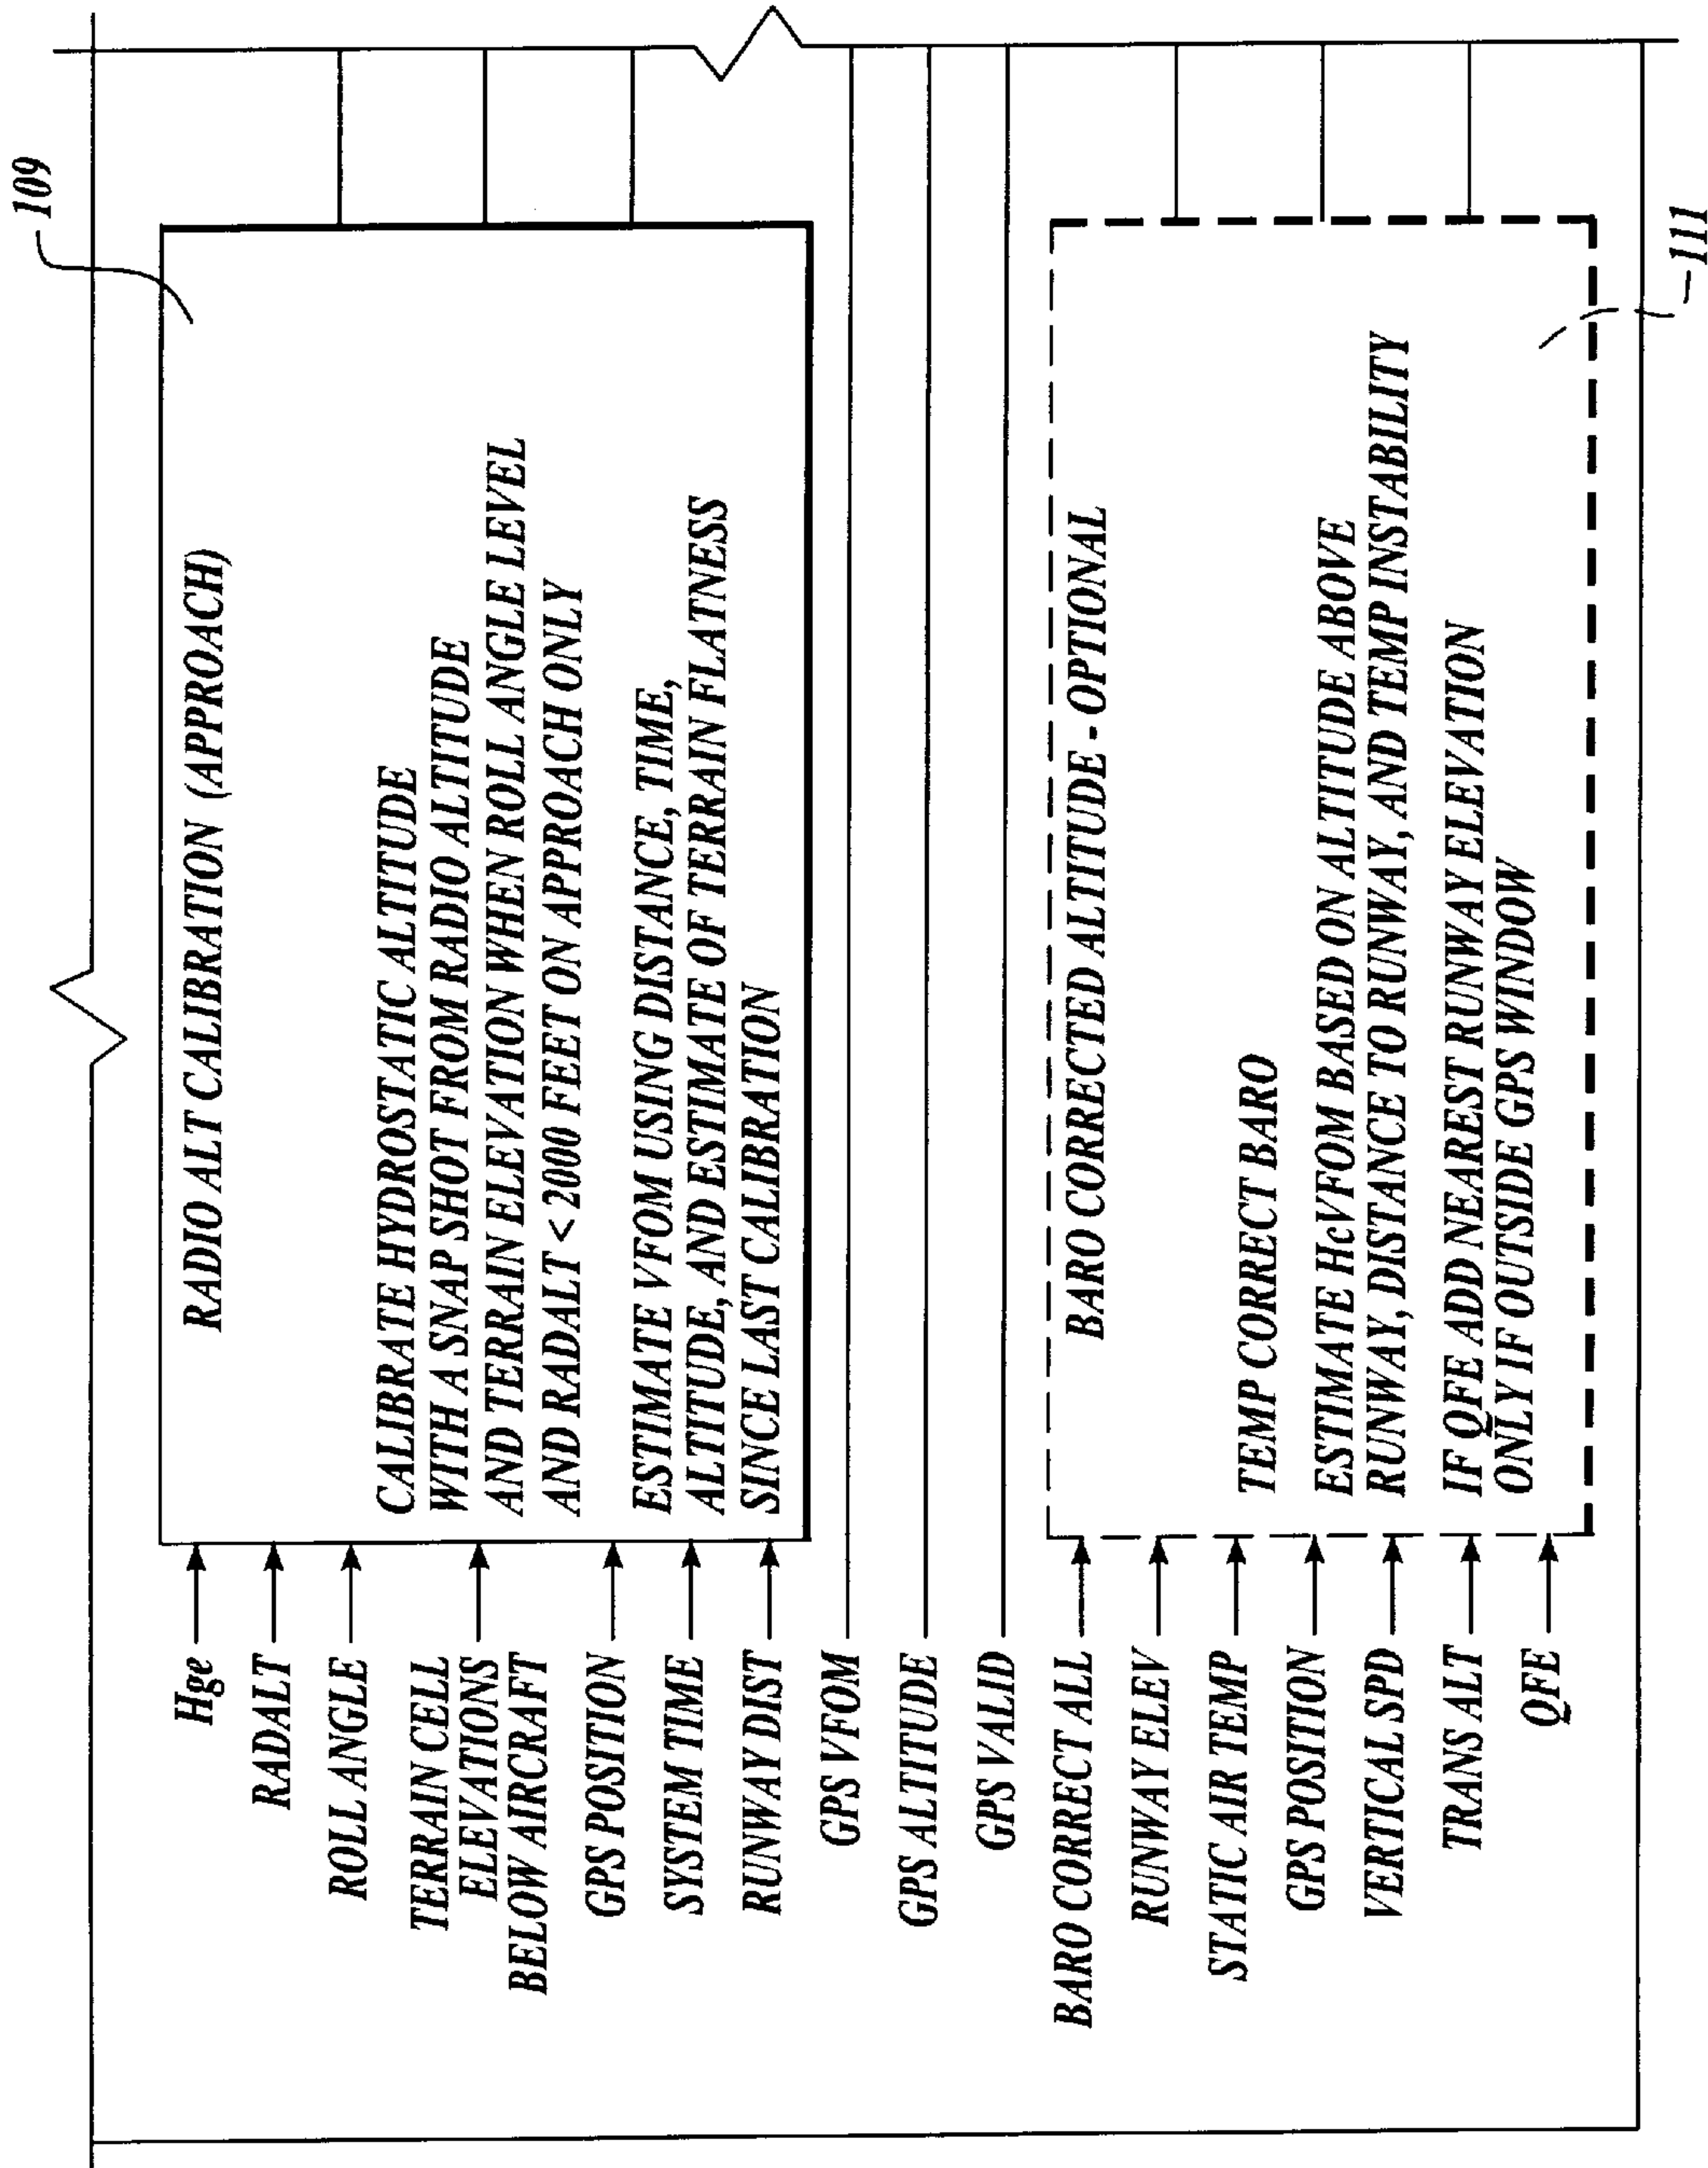 109
Hge
RADALT
ROLL ANGLE
TERRAIN CELL
ELEVATIONS
BELOW AIRCRAFT
GPS POSITION
SYSTEM TIME
RUNWAY DIST
RADIO ALT CALIBRATION (APPROACH)
CALIBRATE HYDROSTATIC ALTITUDE
WITH A SNAP SHOT FROM RADIO ALTITUDE
AND TERRAIN ELEVATION WHEN ROLL ANGLE LEVEL
AND RADALT < 2000 FEET ON APPROACH ONLY
ESTIMATE VFOM USING DISTANCE, TIME,
ALTITUDE, AND ESTIMATE OF TERRAIN FLATNESS
SINCE LAST CALIBRATION
GPS VFOM
GPS ALTITUDE
GPS VALID
BARO CORRECT ALL
RUNWAY ELEV
STATIC AIR TEMP
GPS POSITION
VERTICAL SPD
TRANS ALT
QFE
BARO CORRECTED ALTITUDE - OPTIONAL
TEMP CORRECT BARO
ESTIMATE HcVFOM BASED ON ALTITUDE ABOVE
RUNWAY, DISTANCE TO RUNWAY, AND TEMP INSTABILITY
IF QFE ADD NEAREST RUNWAY ELEVATION
ONLY IF OUTSIDE GPS WINDOW
111